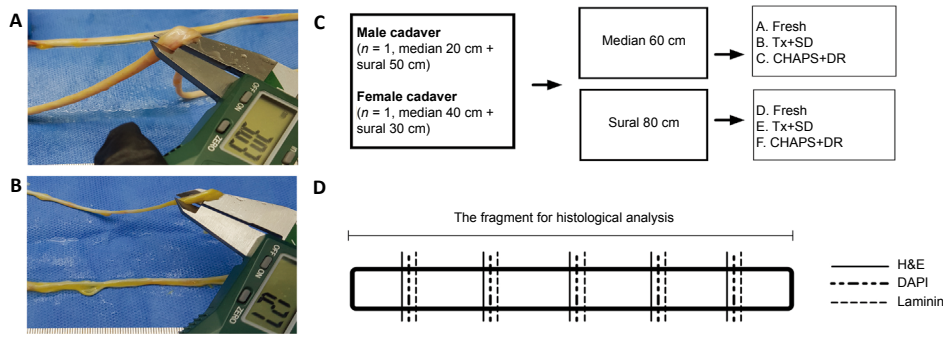 A
ON
OFF
ZERO
B
ON
OFF
ZERO
C
Male cadaver
(n = 1, median 20 cm +
sural 50 cm)
Female cadaver
(n = 1, median 40 cm +
sural 30 cm)
Median 60 cm
Sural 80 cm
A. Fresh
B. Tx+SD
C. CHAPS+DR
D. Fresh
E. Tx+SD
F. CHAPS+DR
D
The fragment for histological analysis
H&E
DAPI
Laminin